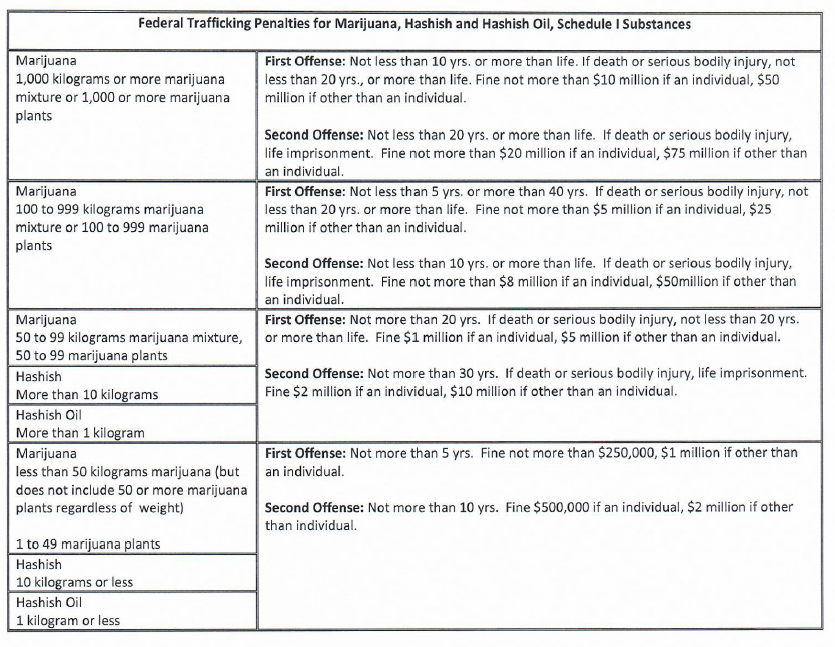 Federal Trafficking Penalties for Marijuana, Hashish and Hashish Oil, Schedule I Substances
Marijuana
1,000 kilograms or more marijuana
mixture or 1,000 or more marijuana
plants
First Offense: Not less than 10 yrs. or more than life. If death or serious bodily injury, not
less than 20 yrs., or more than life. Fine not more than $10 million if an individual, $50
million if other than an individual.
Second Offense: Not less than 20 yrs. or more than life. If death or serious bodily injury,
life imprisonment. Fine not more than $20 million if an individual, $75 million if other than
an individual.
Marijuana
100 to 999 kilograms marijuana
mixture or 100 to 999 marijuana
plants
First Offense: Not less than 5 yrs. or more than 40 yrs. If death or serious bodily injury, not
less than 20 yrs. or more than life. Fine not more than $5 million if an individual, $25
million if other than an individual.
Second Offense: Not less than 10 yrs. or more than life. If death or serious bodily injury,
life imprisonment. Fine not more than $8 million if an individual, $50million if other than
an individual.
Marijuana
50 to 99 kilograms marijuana mixture,
50 to 99 marijuana plants
Hashish
More than 10 kilograms
Hashish Oil
More than 1 kilogram
First Offense: Not more than 20 yrs. If death or serious bodily injury, not less than 20 yrs.
or more than life. Fine $1 million if an individual, $5 million if other than an individual.
Second Offense: Not more than 30 yrs. If death or serious bodily injury, life imprisonment.
Fine $2 million if an individual, $10 million if other than an individual.
Marijuana
less than 50 kilograms marijuana (but
does not include 50 or more marijuana
plants regardless of weight)
1 to 49 marijuana plants
Hashish
10 kilograms or less
Hashish Oil
1 kilogram or less
First Offense: Not more than 5 yrs. Fine not more than $250,000, $1 million if other than
an individual.
Second Offense: Not more than 10 yrs. Fine $500,000 if an individual, $2 million if other
than individual.